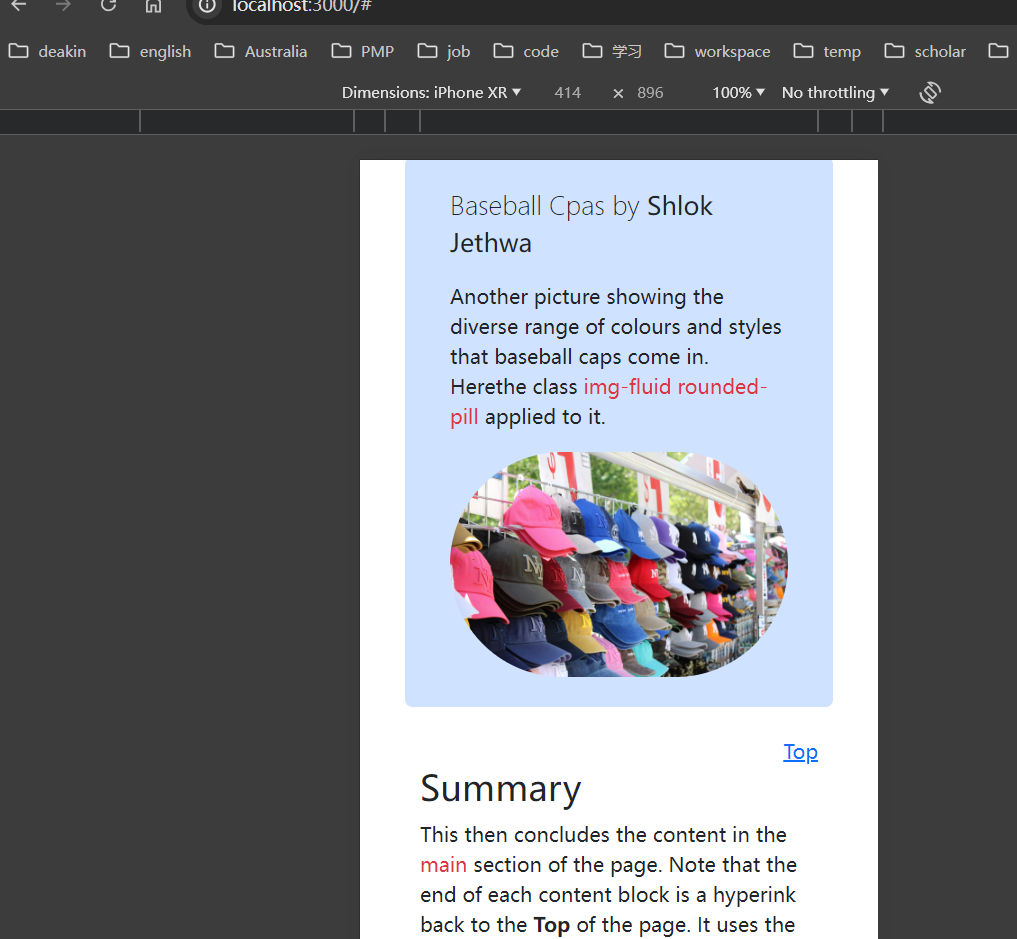 localhost:3000/#
deakin english Australia PMP job code 学习 workspace temp scholar
Dimensions: iPhone XR 414 × 896 100% No throttling
Baseball Cpas by Shlok
Jethwa
Another picture showing the
diverse range of colours and styles
that baseball caps come in.
Herethe class img-fluid rounded-
pill applied to it.
Top
Summary
This then concludes the content in the
main section of the page. Note that the
end of each content block is a hyperink
back to the Top of the page. It uses the